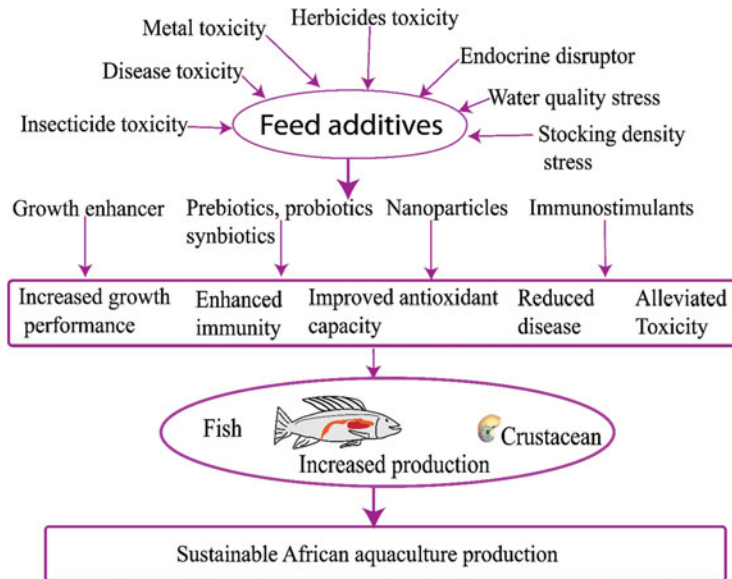 Herbicides toxicity
Metal toxicity
Endocrine disruptor
Disease toxicity
Water quality stress
Insecticide toxicity
Feed additives
Stocking density
stress
Growth enhancer
Prebiotics, probiotics
synbiotics
Nanoparticles
Immunostimulants
Increased growth
performance
Enhanced
immunity
Improved antioxidant
capacity
Reduced
disease
Alleviated
Toxicity
Fish
Crustacean
Increased production
Sustainable African aquaculture production